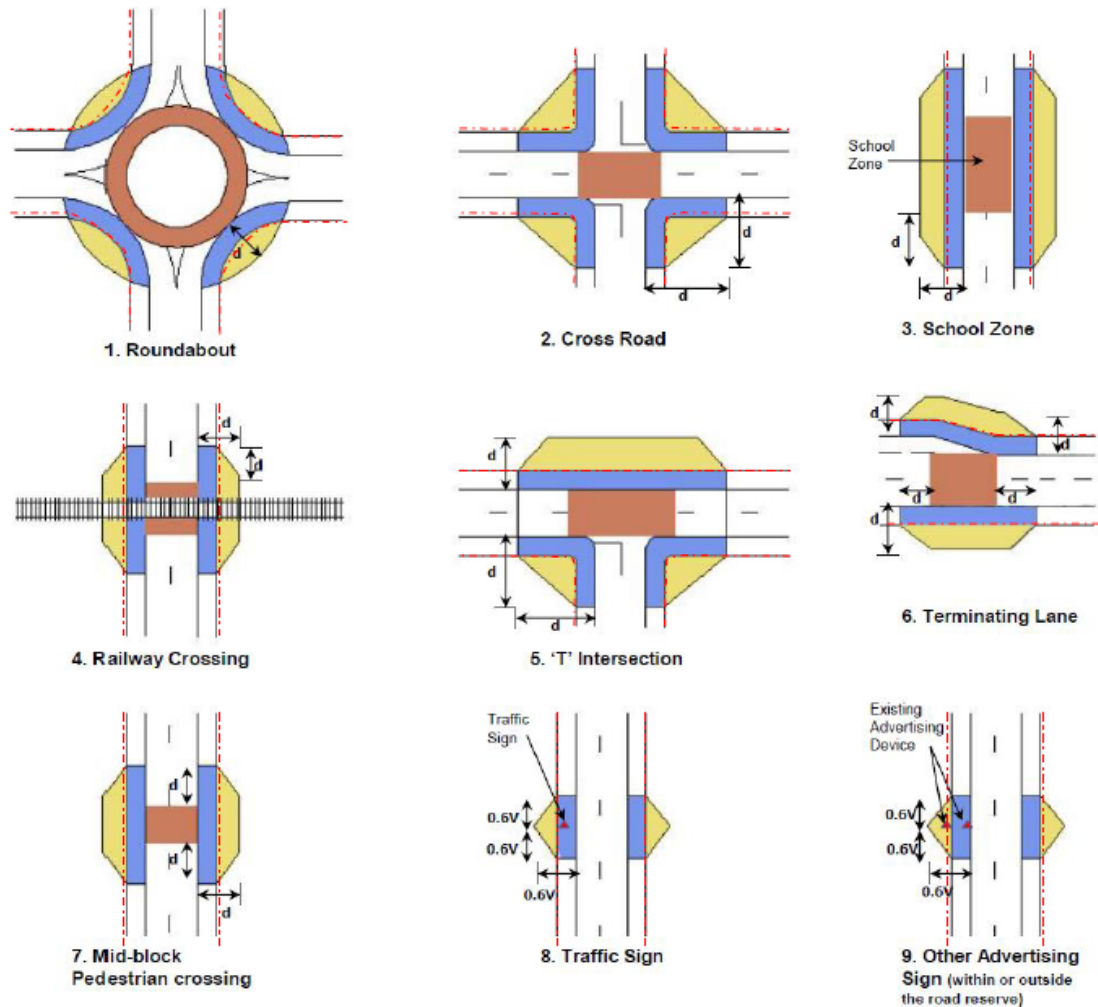 d
1. Roundabout
d
d
2. Cross Road
School
Zone
d
d
3. School Zone
d
d
4. Railway Crossing
d
d
d
5. ‘T’ Intersection
d
d
d
d
d
6. Terminating Lane
d
d
d
7. Mid-block
Pedestrian crossing
Traffic
Sign
0.6V
0.6V
0.6V
8. Traffic Sign
Existing
Advertising
Device
0.6V
0.6V
0.6V
9. Other Advertising
Sign (within or outside
the road reserve)